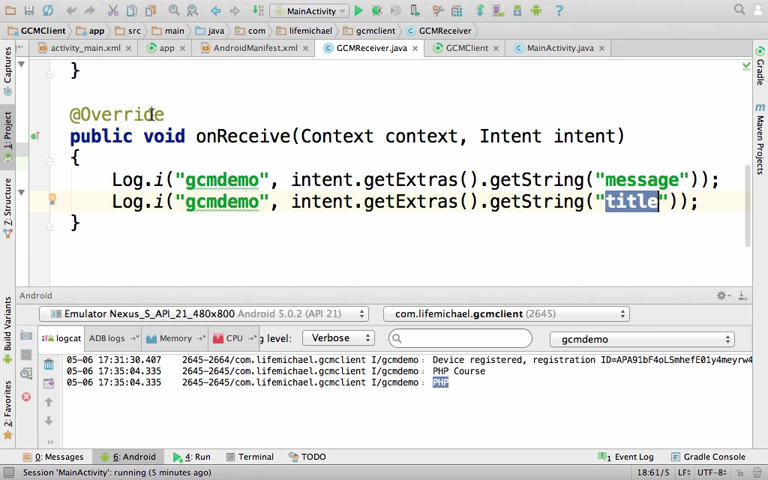 MainActivity
GCMClient app src main java com lifemichael gcmclient GCMReceiver
activity_main.xml app AndroidManifest.xml GCMReceiver.java GCMClient MainActivity.java
}
@Override
public void onReceive(Context context, Intent intent)
{
Log.i("gcmdemo", intent.getExtras().getString("message"));
Log.i("gcmdemo", intent.getExtras().getString("title"));
}
Captures
1: Project
7: Structure
Build Variants
2: Favorites
Gradle
Maven Projects
Android
Emulator Nexus_S_API_21_480x800 Android 5.0.2 (API 21) com.lifemichael.gcmclient (2645)
logcat ADB logs Memory CPU g level: Verbose gcmdemo
05-06 17:31:30.407 2645-2664/com.lifemichael.gcmclient I/gcmdemo: Device registered, registration ID=APA91bF4oLSmhefE01y4meyrw4
05-06 17:35:04.335 2645-2645/com.lifemichael.gcmclient I/gcmdemo: PHP Course
05-06 17:35:04.335 2645-2645/com.lifemichael.gcmclient I/gcmdemo: PHP
0: Messages 6: Android 4: Run Terminal TODO 1 Event Log Gradle Console
Session 'MainActivity': running (5 minutes ago) 18:61/5 LF÷ UTF-8÷